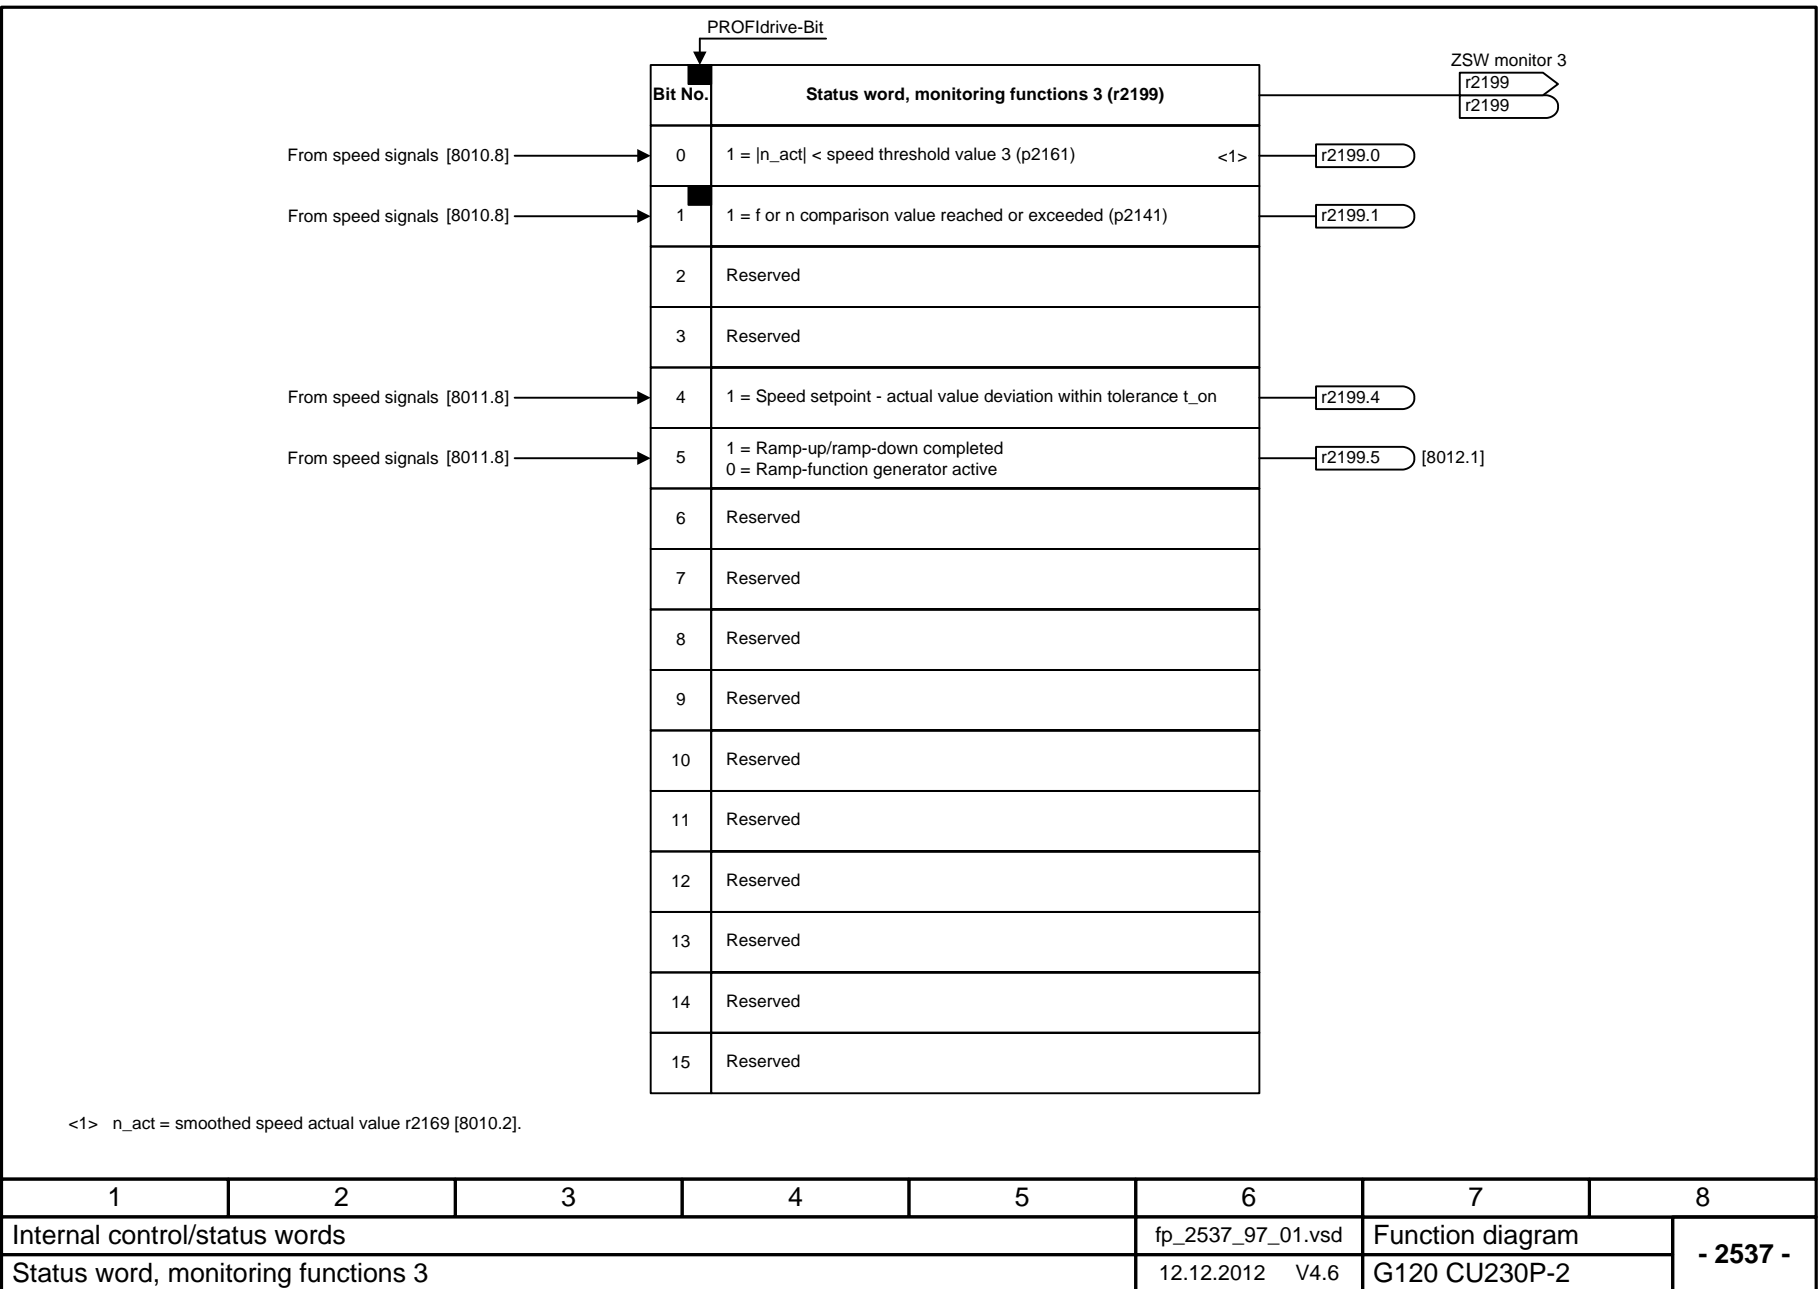 PROFIdrive-Bit
ZSW monitor 3
r2199
r2199
Bit No. Status word, monitoring functions 3 (r2199)
From speed signals [8010.8] 0 1 = |n_act| < speed threshold value 3 (p2161) <1> r2199.0
From speed signals [8010.8] 1 1 = f or n comparison value reached or exceeded (p2141) r2199.1
2 Reserved
3 Reserved
From speed signals [8011.8] 4 1 = Speed setpoint - actual value deviation within tolerance t_on r2199.4
From speed signals [8011.8] 5 1 = Ramp-up/ramp-down completed
0 = Ramp-function generator active r2199.5 [8012.1]
6 Reserved
7 Reserved
8 Reserved
9 Reserved
10 Reserved
11 Reserved
12 Reserved
13 Reserved
14 Reserved
15 Reserved
<1> n_act = smoothed speed actual value r2169 [8010.2].
1 2 3 4 5 6 7 8
Internal control/status words fp_2537_97_01.vsd Function diagram - 2537 -
Status word, monitoring functions 3 12.12.2012 V4.6 G120 CU230P-2